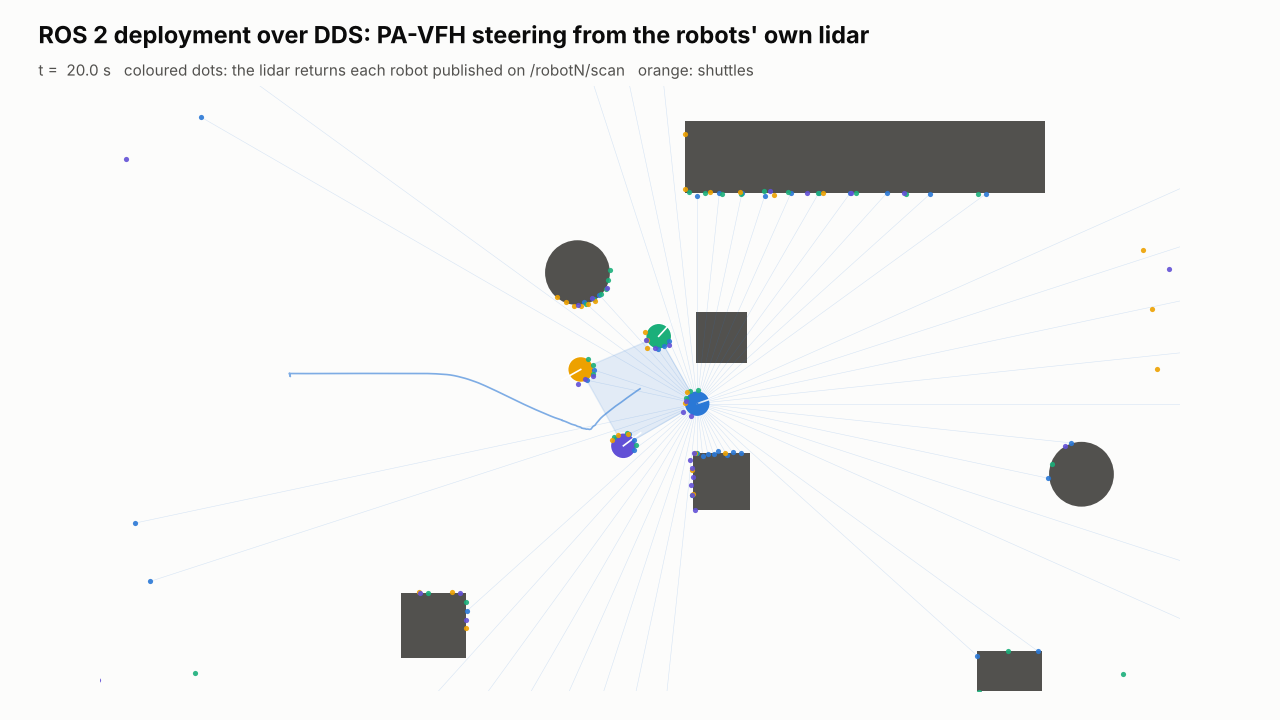 ROS 2 deployment over DDS: PA-VFH steering from the robots' own lidar
t =  20.0 s   coloured dots: the lidar returns each robot published on /robotN/scan   orange: shuttles